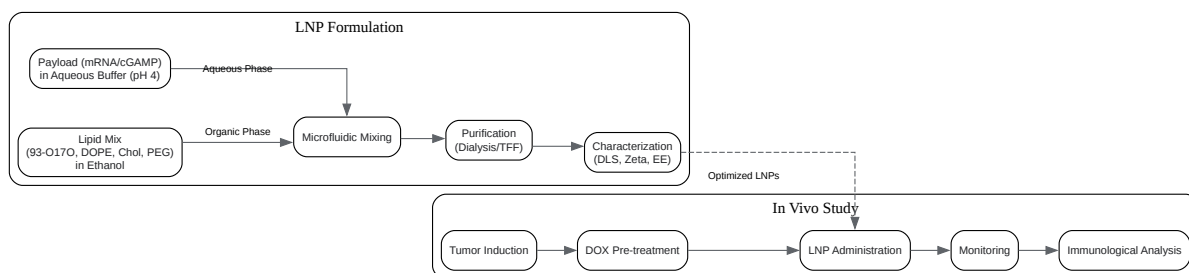 LNP Formulation
Payload (mRNA/cGAMP)
in Aqueous Buffer (pH 4)
Aqueous Phase
Lipid Mix
(93-O17O, DOPE, Chol, PEG)
in Ethanol
Organic Phase
Microfluidic Mixing
Purification
(Dialysis/TFF)
Characterization
(DLS, Zeta, EE)
Optimized LNPs
In Vivo Study
Tumor Induction
DOX Pre-treatment
LNP Administration
Monitoring
Immunological Analysis